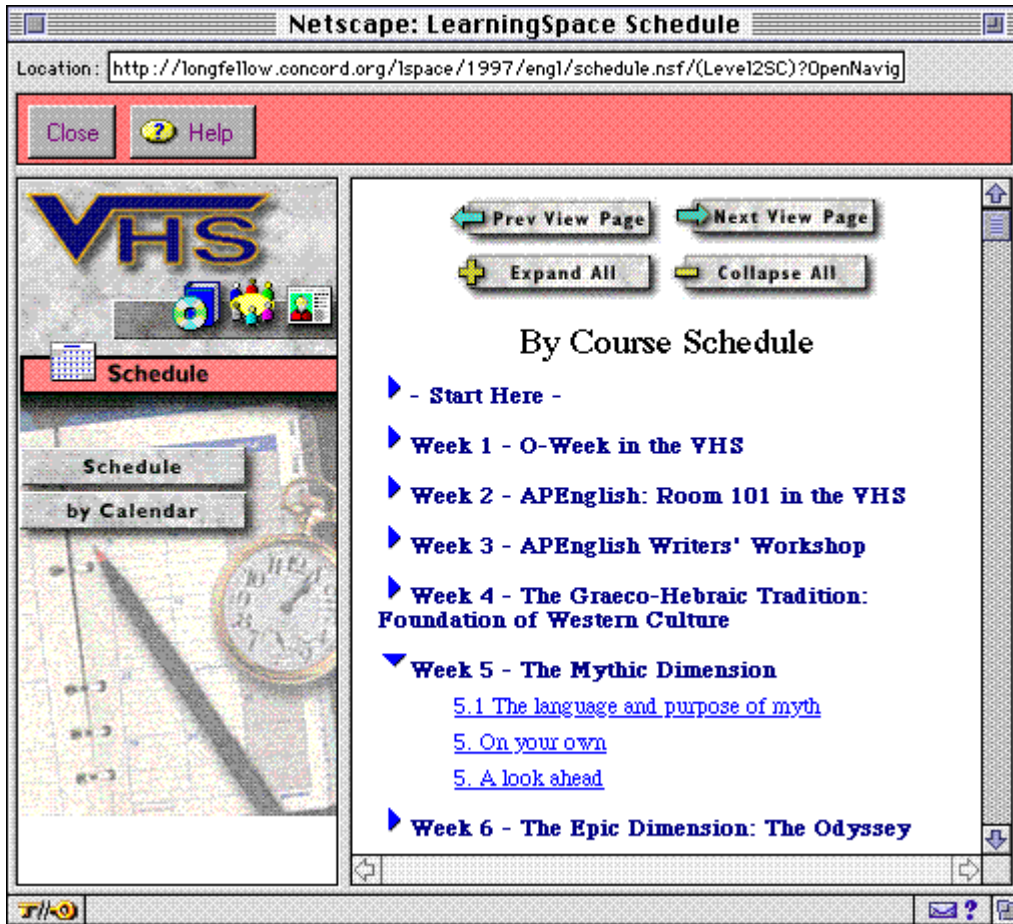 Netscape: LearningSpace Schedule
Location: http://longfellow.concord.org/lspace/1997/engl/schedule.nsf/(Level2SC)?OpenNavig
Close
? Help
VHS
Schedule
Schedule
by Calendar
Prev View Page
Next View Page
Expand All
Collapse All
By Course Schedule
- Start Here -
Week 1 - O-Week in the VHS
Week 2 - APEnglish: Room 101 in the VHS
Week 3 - APEnglish Writers' Workshop
Week 4 - The Graeco-Hebraic Tradition:
Foundation of Western Culture
Week 5 - The Mythic Dimension
5.1 The language and purpose of myth
5. On your own
5. A look ahead
Week 6 - The Epic Dimension: The Odyssey
?